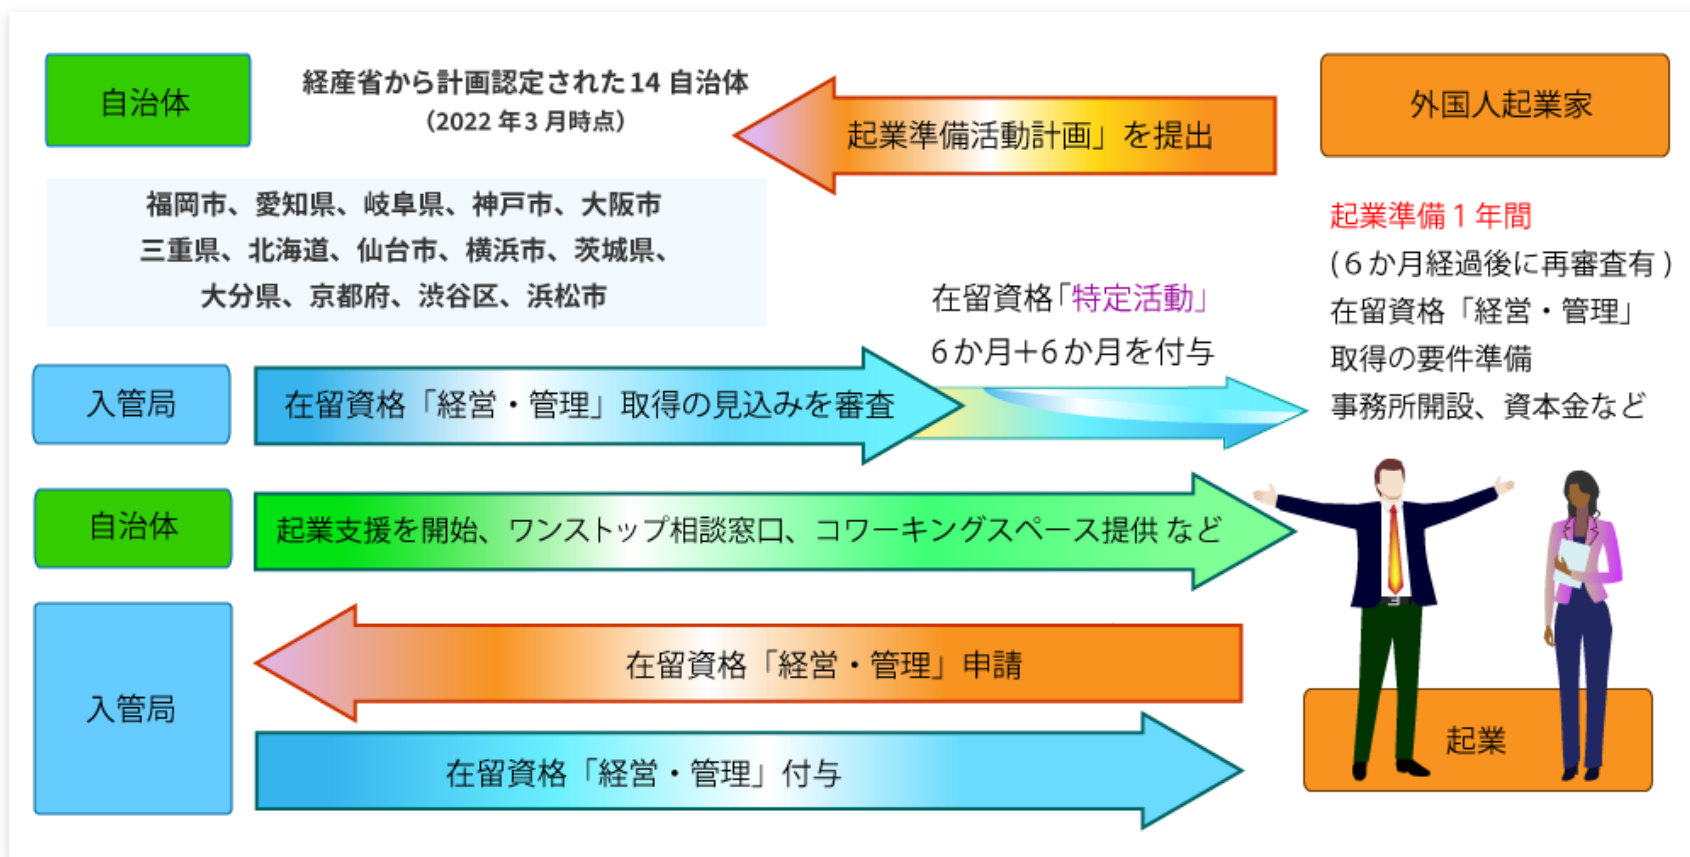 自治体
経産省から計画認定された14 自治体
（2022 年3 月時点）
起業準備活動計画」を提出
外国人起業家
福岡市、愛知県、岐阜県、神戸市、大阪市
三重県、北海道、仙台市、横浜市、茨城県、
大分県、京都府、渋谷区、浜松市
起業準備１年間
(６か月経過後に再審査有 )
在留資格「経営・管理」
取得の要件準備
事務所開設、資本金など
在留資格「特定活動」
６か月＋６か月を付与
入管局
在留資格「経営・管理」取得の見込みを審査
自治体
起業支援を開始、ワンストップ相談窓口、コワーキングスペース提供 など
入管局
在留資格「経営・管理」申請
在留資格「経営・管理」付与
起業